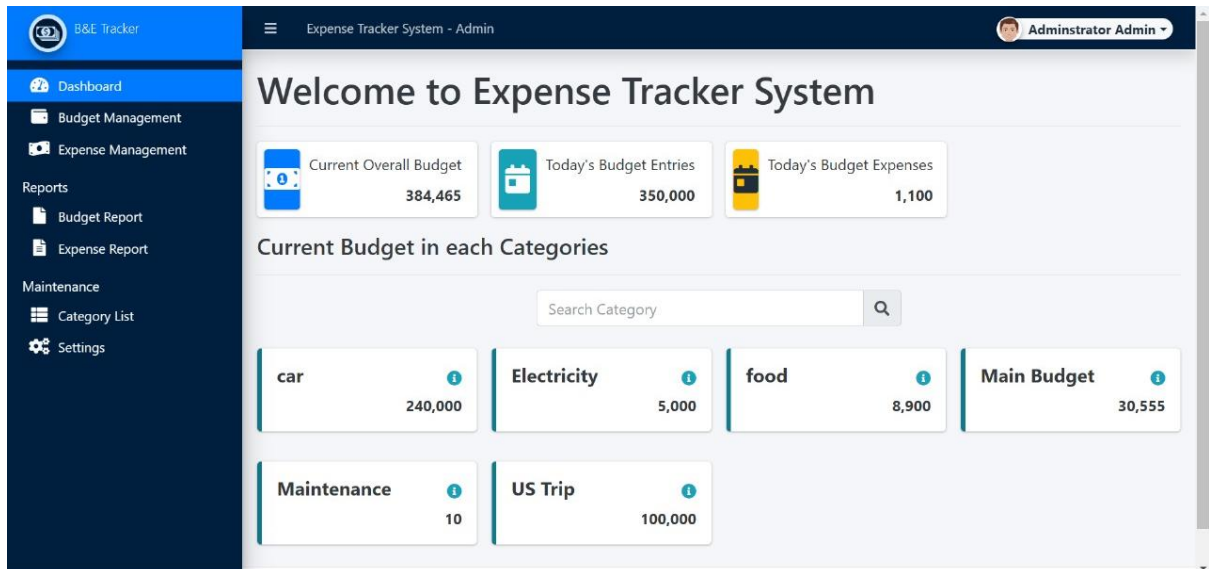 B&E Tracker
Expense Tracker System - Admin
Adminstrator Admin
Dashboard
Budget Management
Expense Management
Reports
Budget Report
Expense Report
Maintenance
Category List
Settings
Welcome to Expense Tracker System
Current Overall Budget
384,465
Today's Budget Entries
350,000
Today's Budget Expenses
1,100
Current Budget in each Categories
Search Category
car
240,000
Electricity
5,000
food
8,900
Main Budget
30,555
Maintenance
10
US Trip
100,000